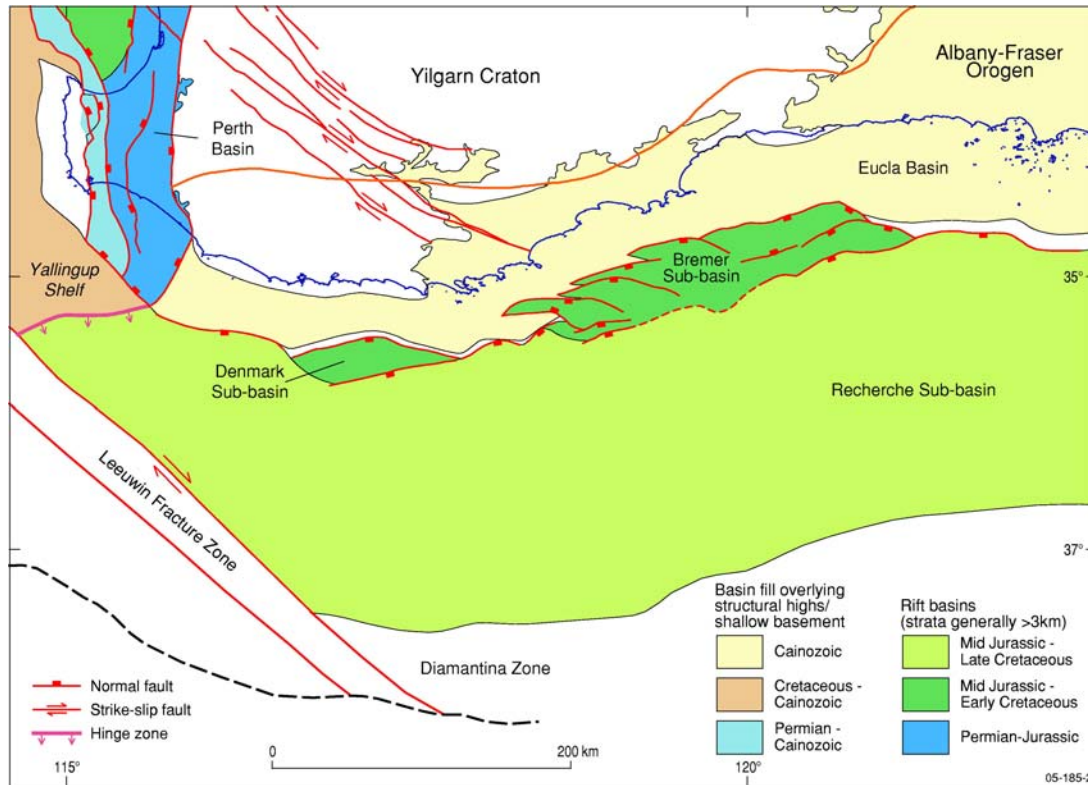 Yilgarn Craton
Albany-Fraser
Orogen
Perth
Basin
Eucla Basin
Yallingup
Shelf
Bremer
Sub-basin
35°
Denmark
Sub-basin
Recherche Sub-basin
Leeuwin Fracture Zone
37°
Diamantina Zone
Normal fault
Strike-slip fault
Hinge zone
0
200 km
115°
120°
Basin fill overlying
structural highs/
shallow basement
Cainozoic
Cretaceous -
Cainozoic
Permian -
Cainozoic
Rift basins
(strata generally >3km)
Mid Jurassic -
Late Cretaceous
Mid Jurassic -
Early Cretaceous
Permian-Jurassic
05-185-2